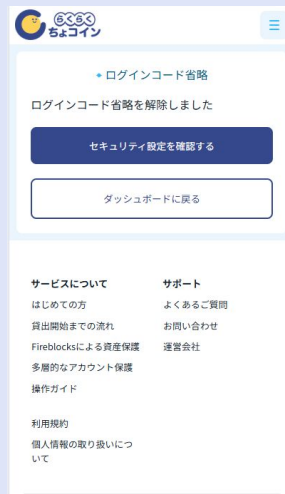 らくらく
ちょコイン
ログインコード省略
ログインコード省略を解除しました
セキュリティ設定を確認する
ダッシュボードに戻る
サービスについて
サポート
はじめての方
よくあるご質問
貸出開始までの流れ
お問い合わせ
Fireblocksによる資産保護
運営会社
多層的なアカウント保護
操作ガイド
利用規約
個人情報の取り扱いにつ
いて